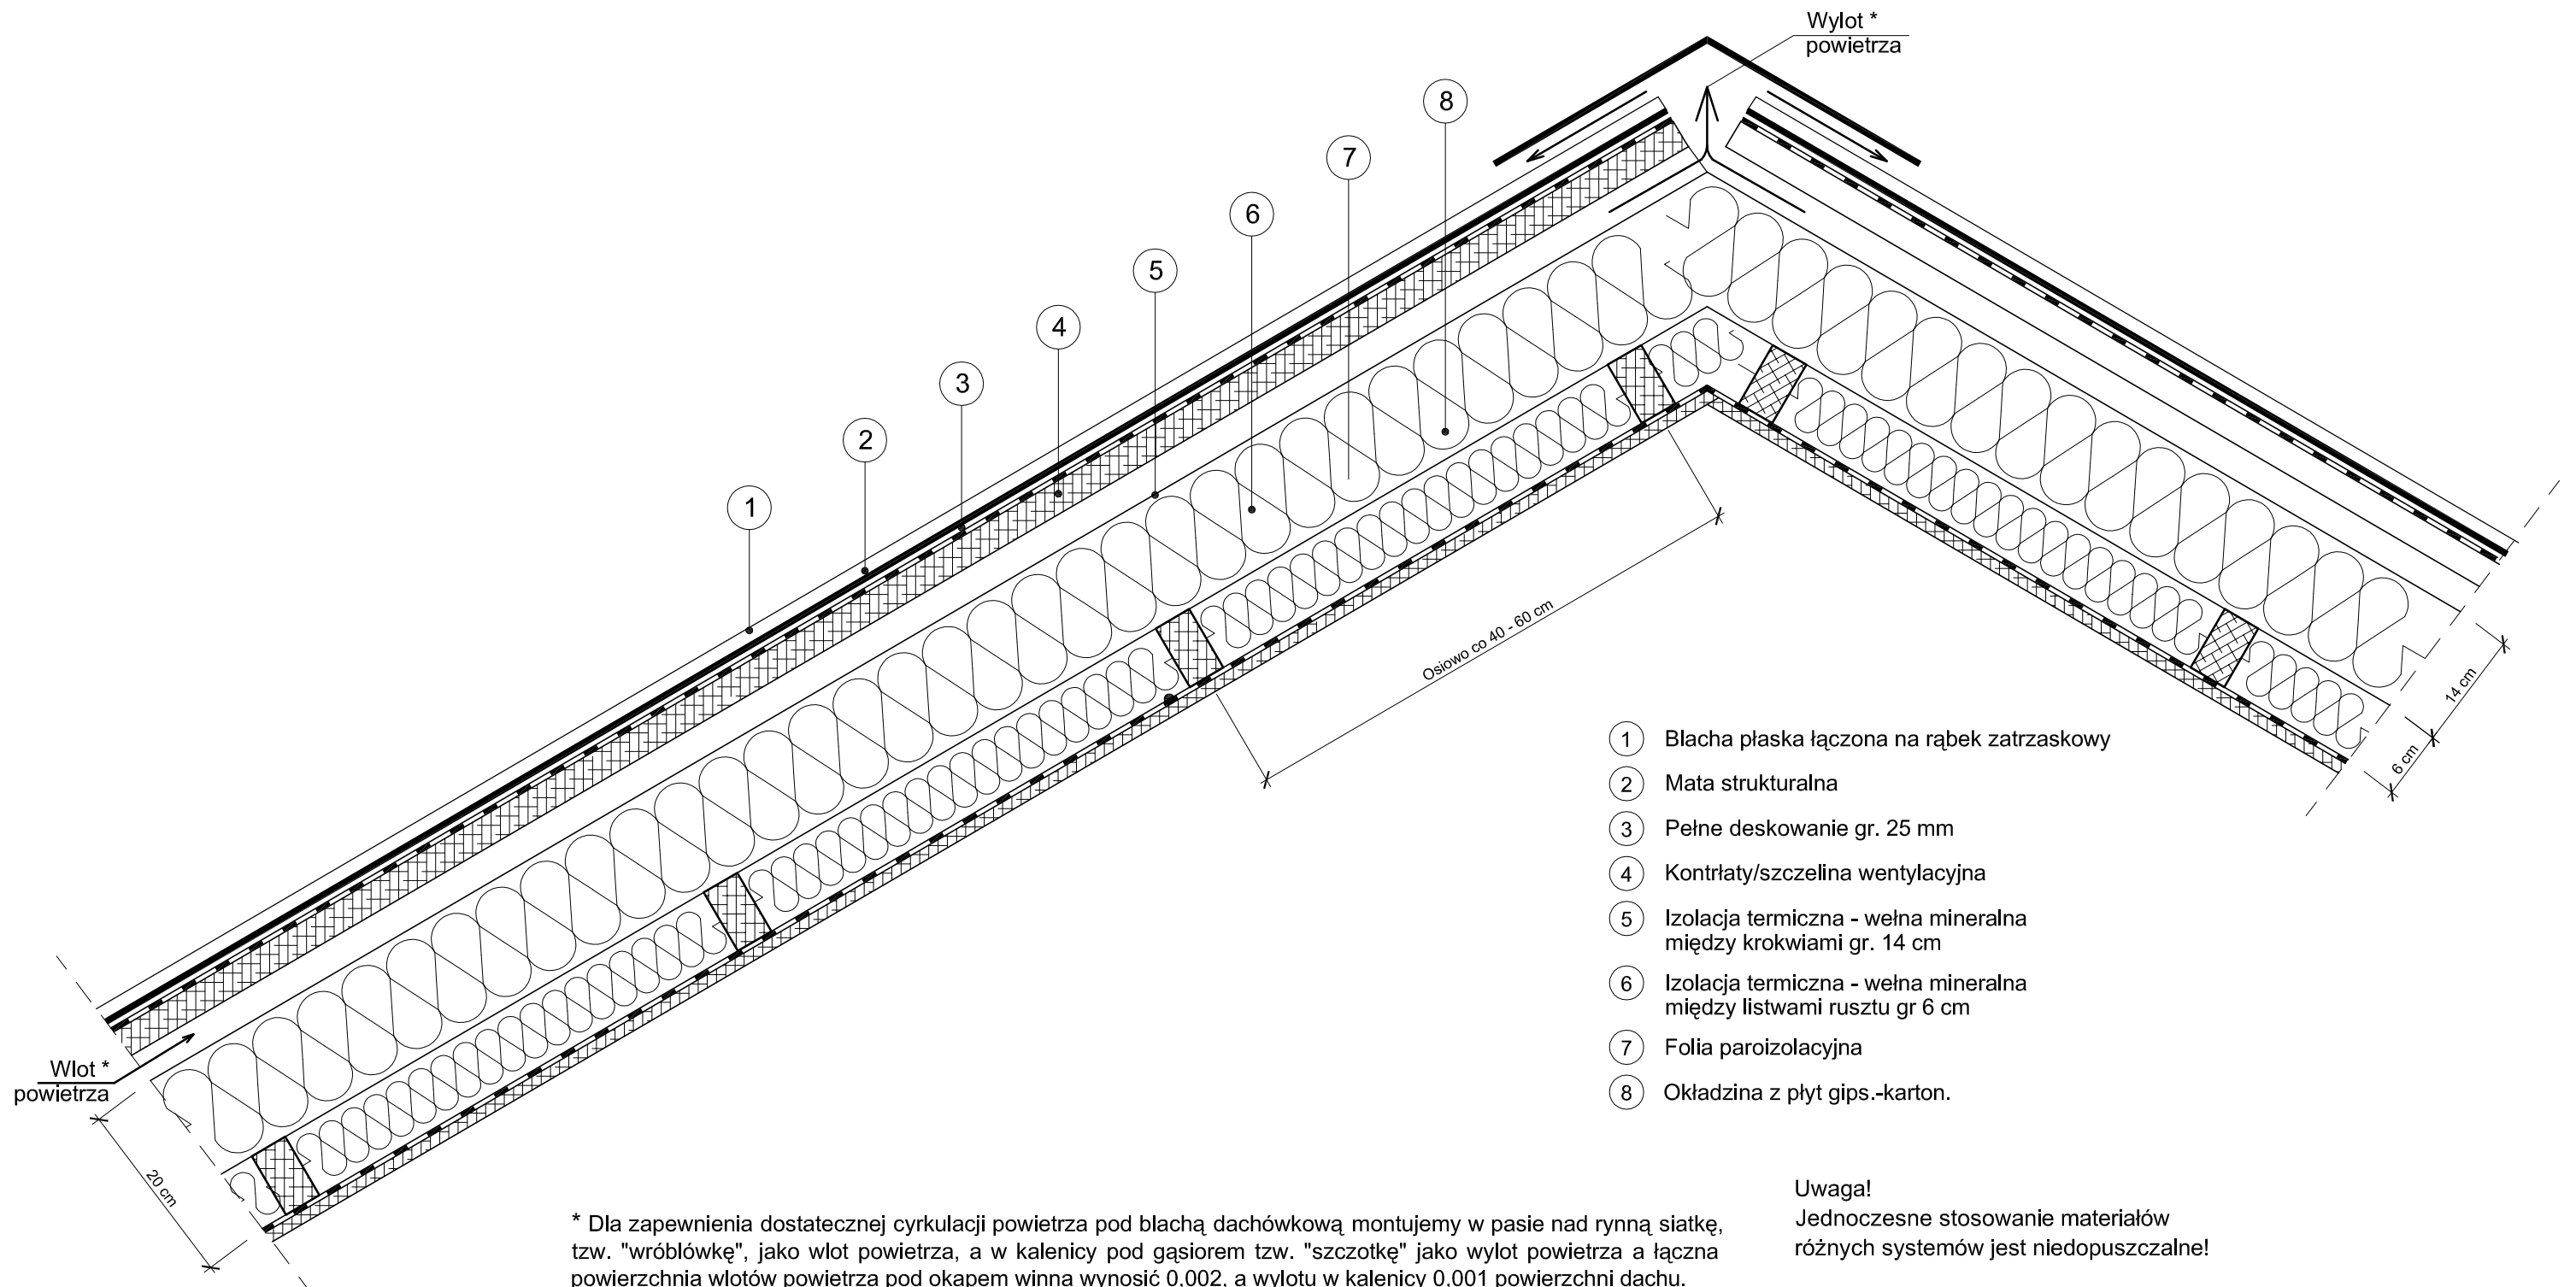 Wylot *
powietrza
8
7
6
5
4
3
2
1
Osiowo co 40 - 60 cm
14 cm
6 cm
Wlot *
powietrza
20 cm
1 Blacha płaska łączona na rąbek zatrzaskowy
2 Mata strukturalna
3 Pełne deskowanie gr. 25 mm
4 Kontrłaty/szczelina wentylacyjna
5 Izolacja termiczna - wełna mineralna
między krokwiami gr. 14 cm
6 Izolacja termiczna - wełna mineralna
między listwami rusztu gr 6 cm
7 Folia paroizolacyjna
8 Okładzina z płyt gips.-karton.
* Dla zapewnienia dostatecznej cyrkulacji powietrza pod blachą dachówkową montujemy w pasie nad rynną siatkę,
tzw. "wróblówkę", jako wlot powietrza, a w kalenicy pod gąsiorem tzw. "szczotkę" jako wylot powietrza a łączna
powierzchnia wlotów powietrza pod okapem winna wynosić 0,002, a wylotu w kalenicy 0,001 powierzchni dachu.
Uwaga!
Jednoczesne stosowanie materiałów
różnych systemów jest niedopuszczalne!